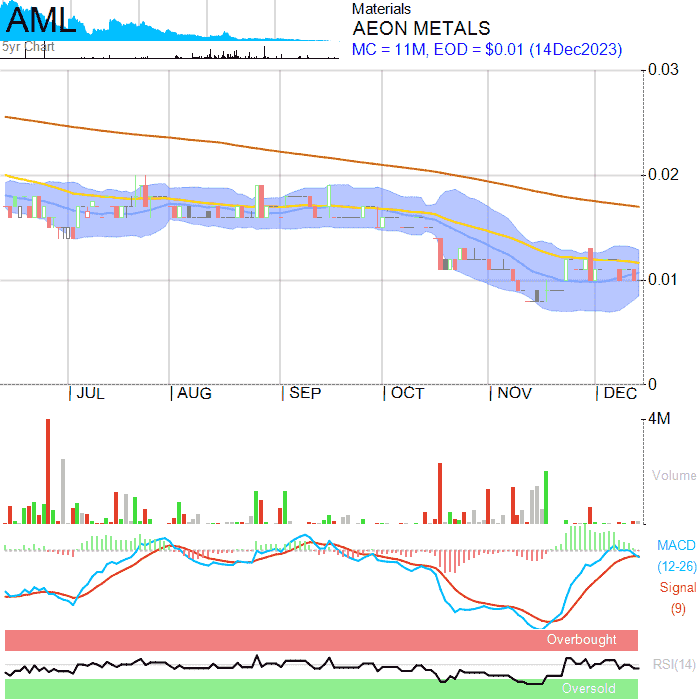 AML
5yr Chart
Materials
AEON METALS
MC = 11M, EOD = $0.01 (14Dec2023)
0.03
0.02
0.01
0
JUL AUG SEP OCT NOV DEC
4M
Volume
MACD
(12-26)
Signal
(9)
Overbought
RSI(14)
Oversold